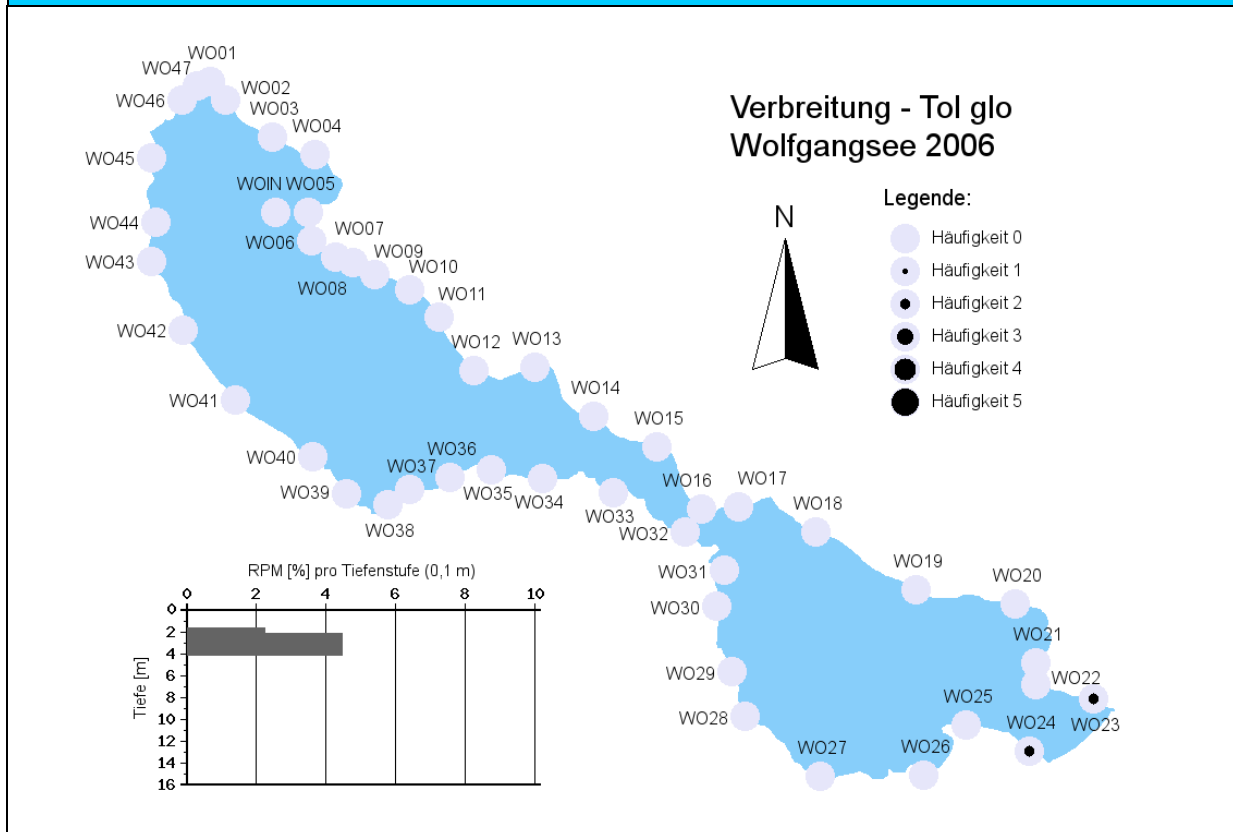 Verbreitung - Tol glo
Wolfgangsee 2006
Legende:
Häufigkeit 0
Häufigkeit 1
Häufigkeit 2
Häufigkeit 3
Häufigkeit 4
Häufigkeit 5
N
WO01
WO47
WO02
WO46
WO03
WO04
WO45
WOIN WO05
WO44
WO06
WO07
WO43
WO08
WO09
WO10
WO11
WO42
WO12
WO13
WO41
WO14
WO15
WO40
WO36
WO37
WO39
WO35
WO34
WO38
WO33
WO16
WO17
WO18
WO32
WO31
WO19
WO20
WO30
WO21
WO29
WO22
WO25
WO28
WO24
WO23
WO27
WO26
RPM [%] pro Tiefenstufe (0,1 m)
0 2 4 6 8 10
Tiefe [m]
0
2
4
6
8
10
12
14
16